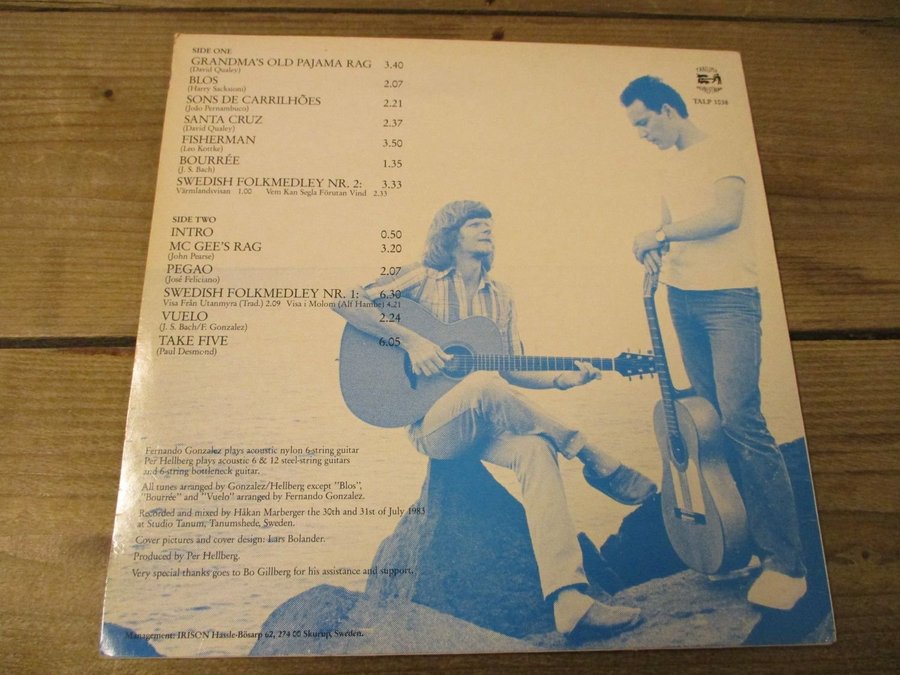 SIDE ONE
GRANDMA'S OLD PAJAMA RAG 3.40
(David Qualey)
BLOS 2.07
(Harry Sacksioni)
SONS DE CARRILHÕES 2.21
(João Pernambuco)
SANTA CRUZ 2.37
(David Qualey)
FISHERMAN 3.50
(Leo Kottke)
BOURRÉE 1.35
(J. S. Bach)
SWEDISH FOLKMEDLEY NR. 2: 3.33
Värmlandsvisan 1.00 Vem Kan Segla Förutan Vind 2.33
SIDE TWO
INTRO 0.50
MC GEE'S RAG 3.20
(John Pearse)
PEGAO 2.07
(José Feliciano)
SWEDISH FOLKMEDLEY NR. 1: 6.30
Visa Från Utanmyra (Trad.) 2.09 Visa i Molom (Alf Hambe) 4.21
VUELO 2.24
(J. S. Bach/F. Gonzalez)
TAKE FIVE 6.05
(Paul Desmond)
TALP 1038
Fernando Gonzalez plays acoustic nylon 6-string guitar
Per Hellberg plays acoustic 6 & 12 steel-string guitars
and 6-string bottleneck guitar.
All tunes arranged by Gonzalez/Hellberg except "Blos",
"Bourrée" and "Vuelo" arranged by Fernando Gonzalez.
Recorded and mixed by Håkan Marberger the 30th and 31st of July 1983
at Studio Tanum, Tanumshede, Sweden.
Cover pictures and cover design: Lars Bolander.
Produced by Per Hellberg.
Very special thanks goes to Bo Gillberg for his assistance and support.
Management: IRISON Hassle-Bösarp 62, 274 00 Skurup, Sweden.